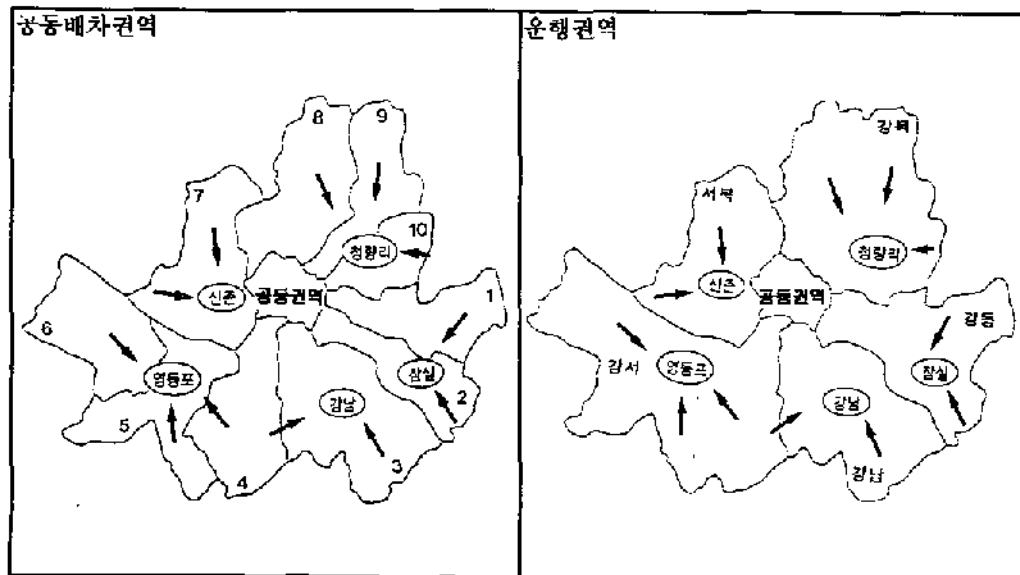 공동배차권역
8
9
7
10
청량리
신촌
공동권역
1
6
영등포
잠실
2
강남
5
3
4
운행권역
강북
서북
청량리
신촌
공동권역
강동
강서
영등포
잠실
강남
강남